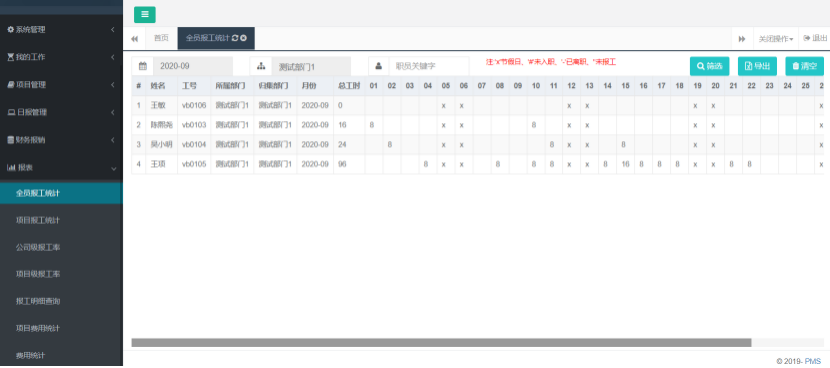 系统管理
我的工作
项目管理
日报管理
财务报销
报表
全员报工统计
项目报工统计
公司级报工率
项目级报工率
报工明细查询
项目费用统计
费用统计
首页 全员报工统计 关闭操作 退出
2020-09 测试部门1 职员关键字 注:'x'节假日、'#'未入职、'-'已离职、''未报工 筛选 导出 清空
# 姓名 工号 所属部门 归集部门 月份 总工时 01 02 03 04 05 06 07 08 09 10 11 12 13 14 15 16 17 18 19 20 21 22 23 24 25 2
1 王敏 vb0106 测试部门1 测试部门1 2020-09 0 x x x x x x x
2 陈熙尧 vb0103 测试部门1 测试部门1 2020-09 16 8 x x 8 x x x x x
3 吴小明 vb0104 测试部门1 测试部门1 2020-09 24 8 x x 8 x x 8 x x x
4 王项 vb0105 测试部门1 测试部门1 2020-09 96 8 x x 8 8 8 x x 8 16 8 8 8 x x 8 8 x
© 2019- PMS